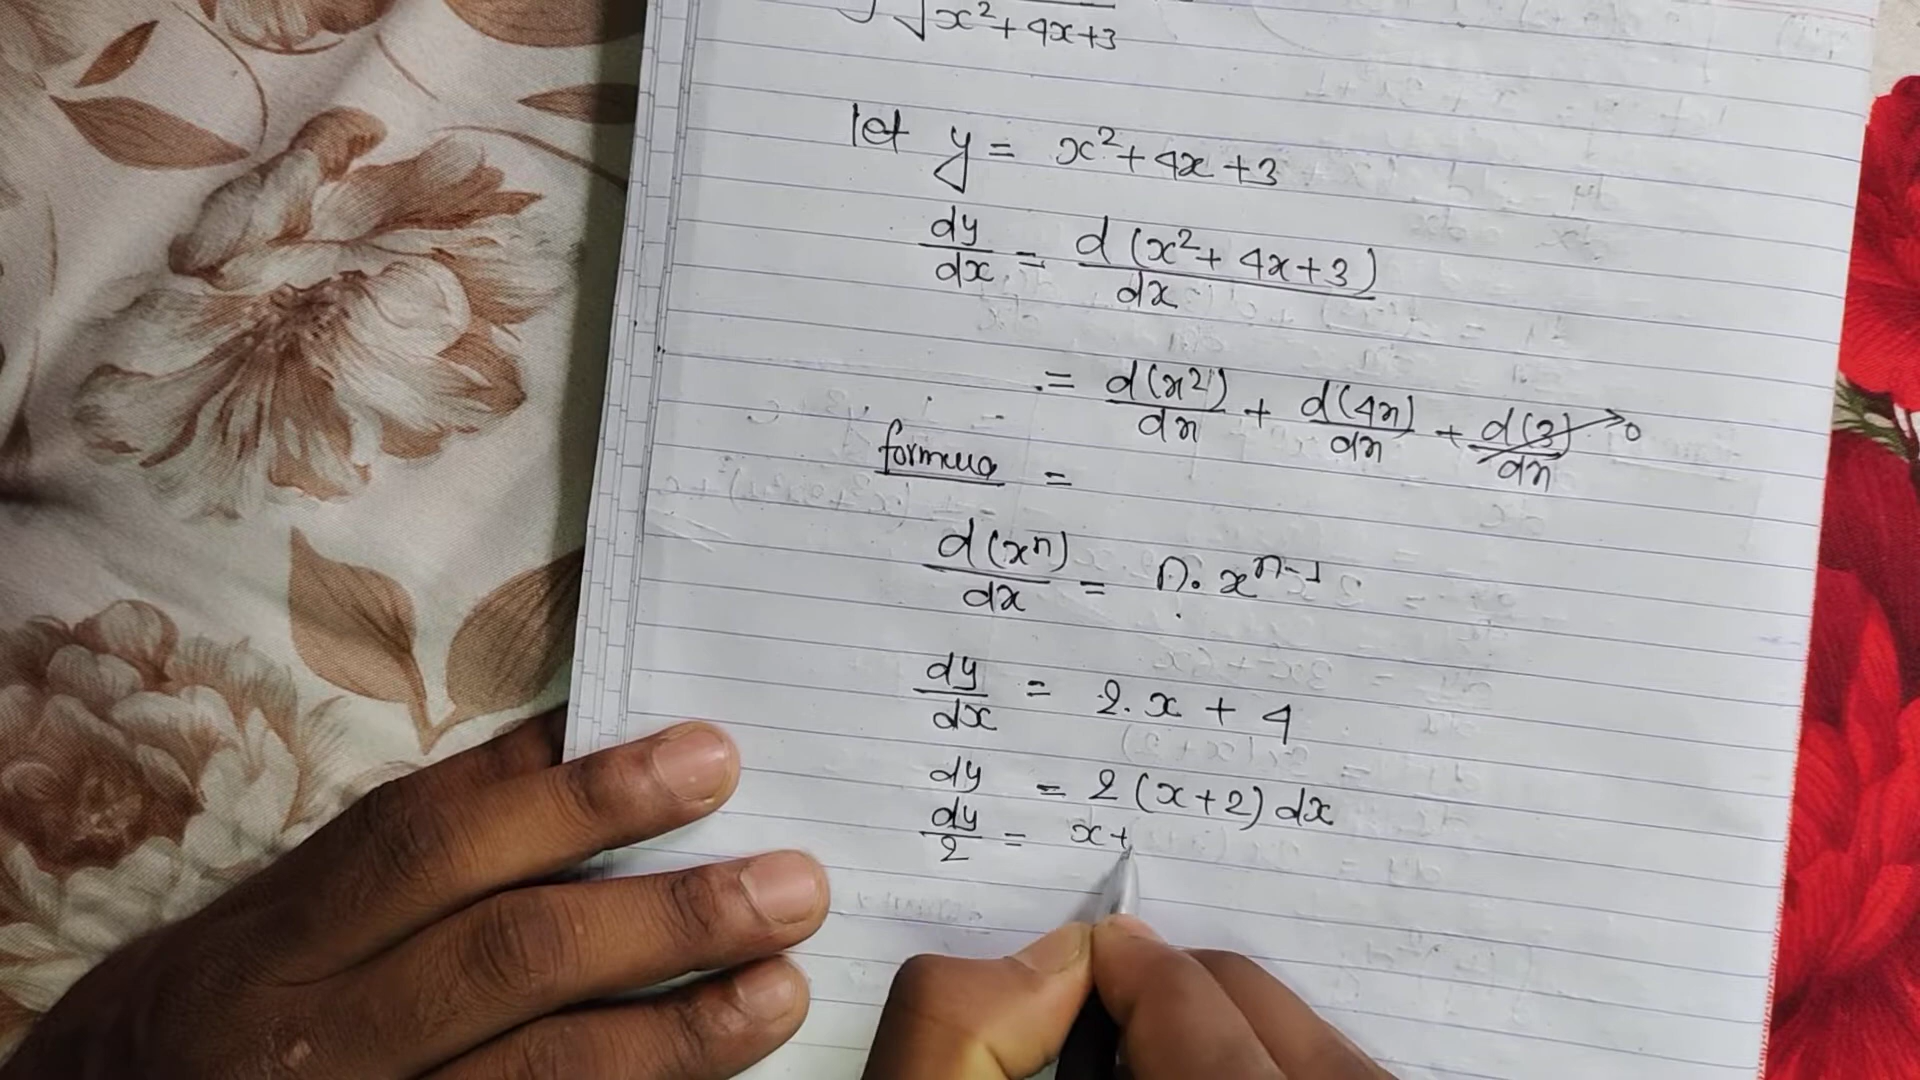 √x²+4x+3
let y = x²+4x+3
dy/dx = d(x²+4x+3)/dx
= d(x²)/dx + d(4x)/dx + d(3)/dx → 0
formula =
d(xⁿ)/dx = n·xⁿ⁻¹
dy/dx = 2.x + 4
dy = 2(x+2)dx
dy/2 = x+